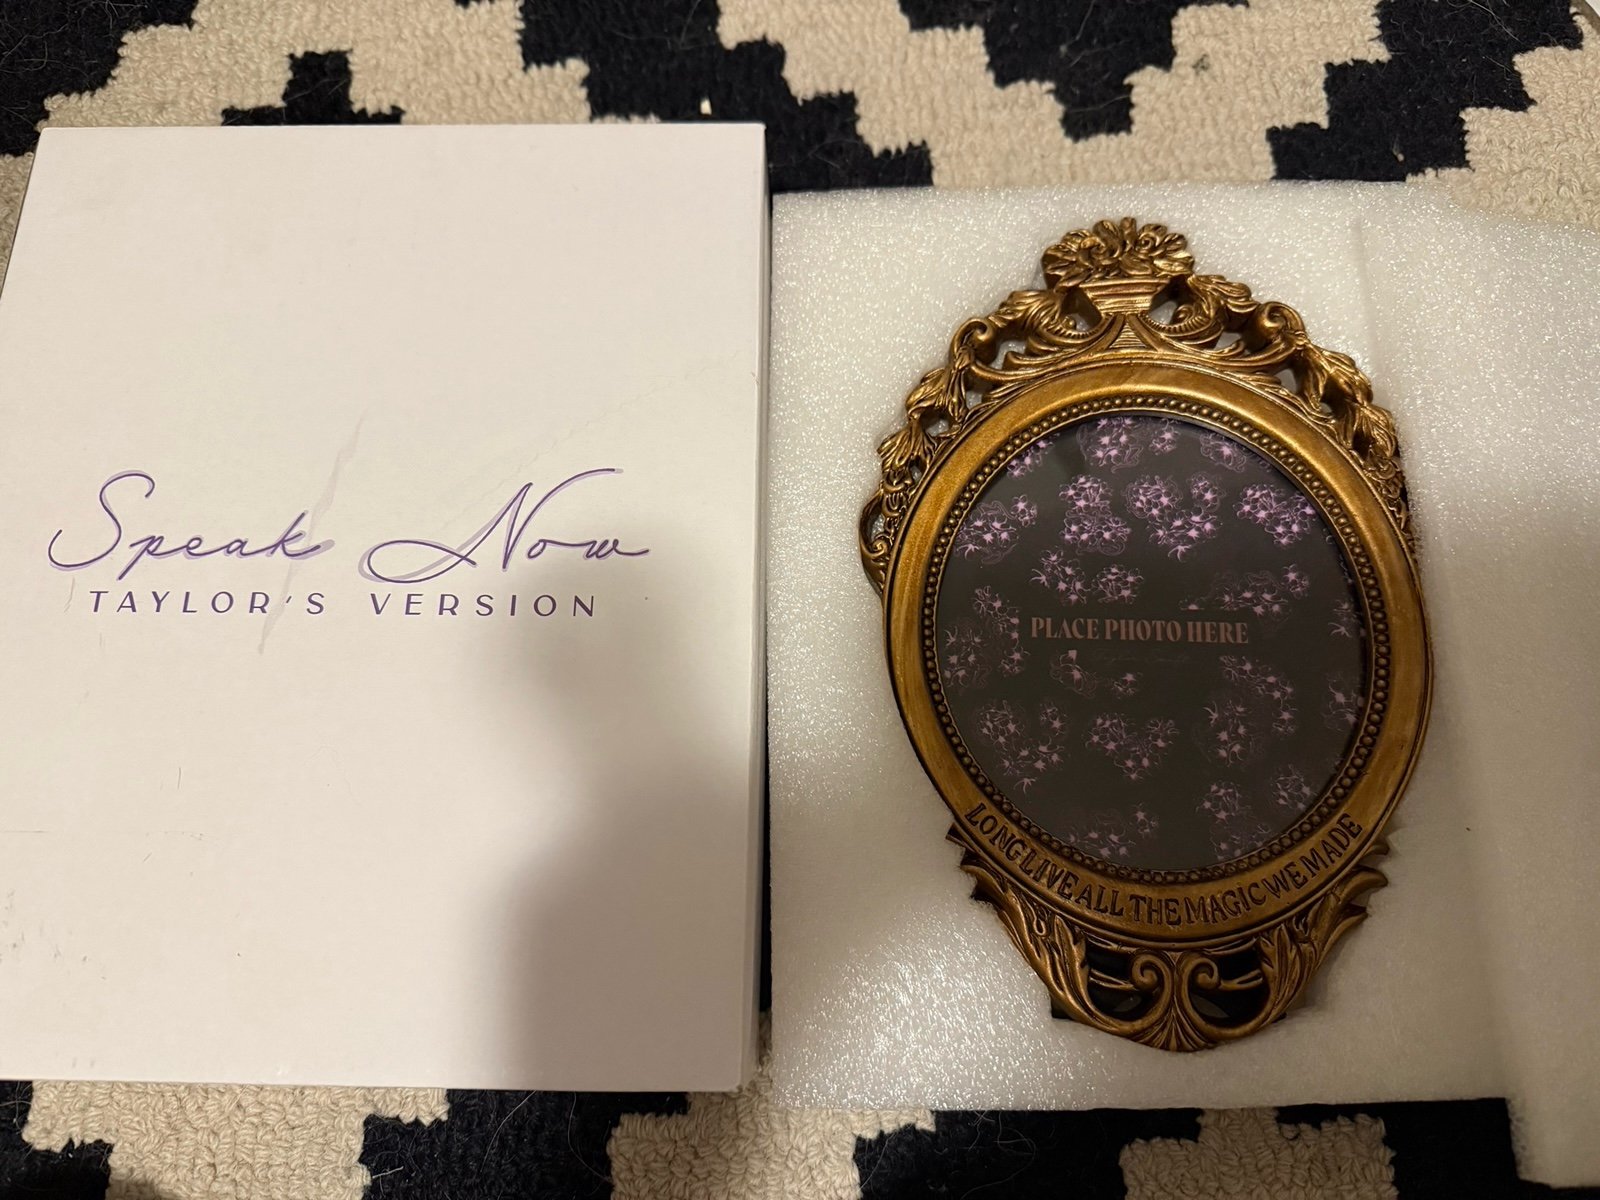 Speak Now
TAYLOR'S VERSION
PLACE PHOTO HERE
LONG LIVE ALL THE MAGIC WE MADE